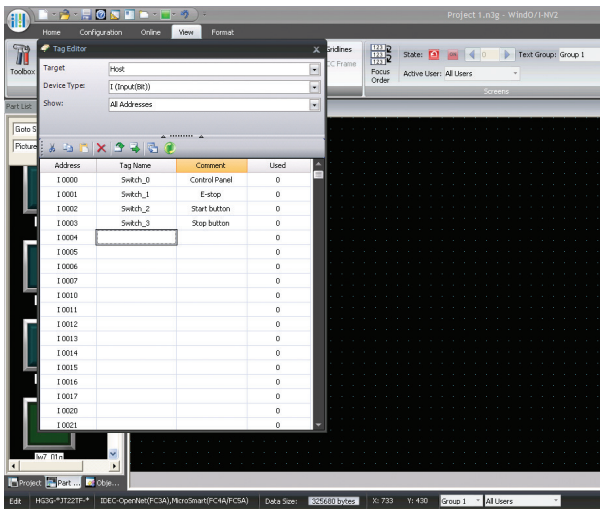 Project 1.n3g - WindO/I-NV2
Home Configuration Online View Format
Tag Editor x
Gridlines
Toolbox
Target Host
Device Type: I (Input(Bit))
Show: All Addresses
Focus Order
State: 0 Text Group: Group 1
Active User: All Users
Screens
Part List
Goto S
Picture
Address Tag Name Comment Used
I 0000 Switch_0 Control Panel 0
I 0001 Switch_1 E-stop 0
I 0002 Switch_2 Start button 0
I 0003 Switch_3 Stop button 0
I 0004 0
I 0005 0
I 0006 0
I 0007 0
I 0010 0
I 0011 0
I 0012 0
I 0013 0
I 0014 0
I 0015 0
I 0016 0
I 0017 0
I 0020 0
I 0021 0
Project Part ... Obje...
Edit HG3G-*JT22TF-* IDEC-OpenNet(FC3A),MicroSmart(FC4A/FC5A) Data Size: 325680 bytes X: 733 Y: 430 Group 1 All Users